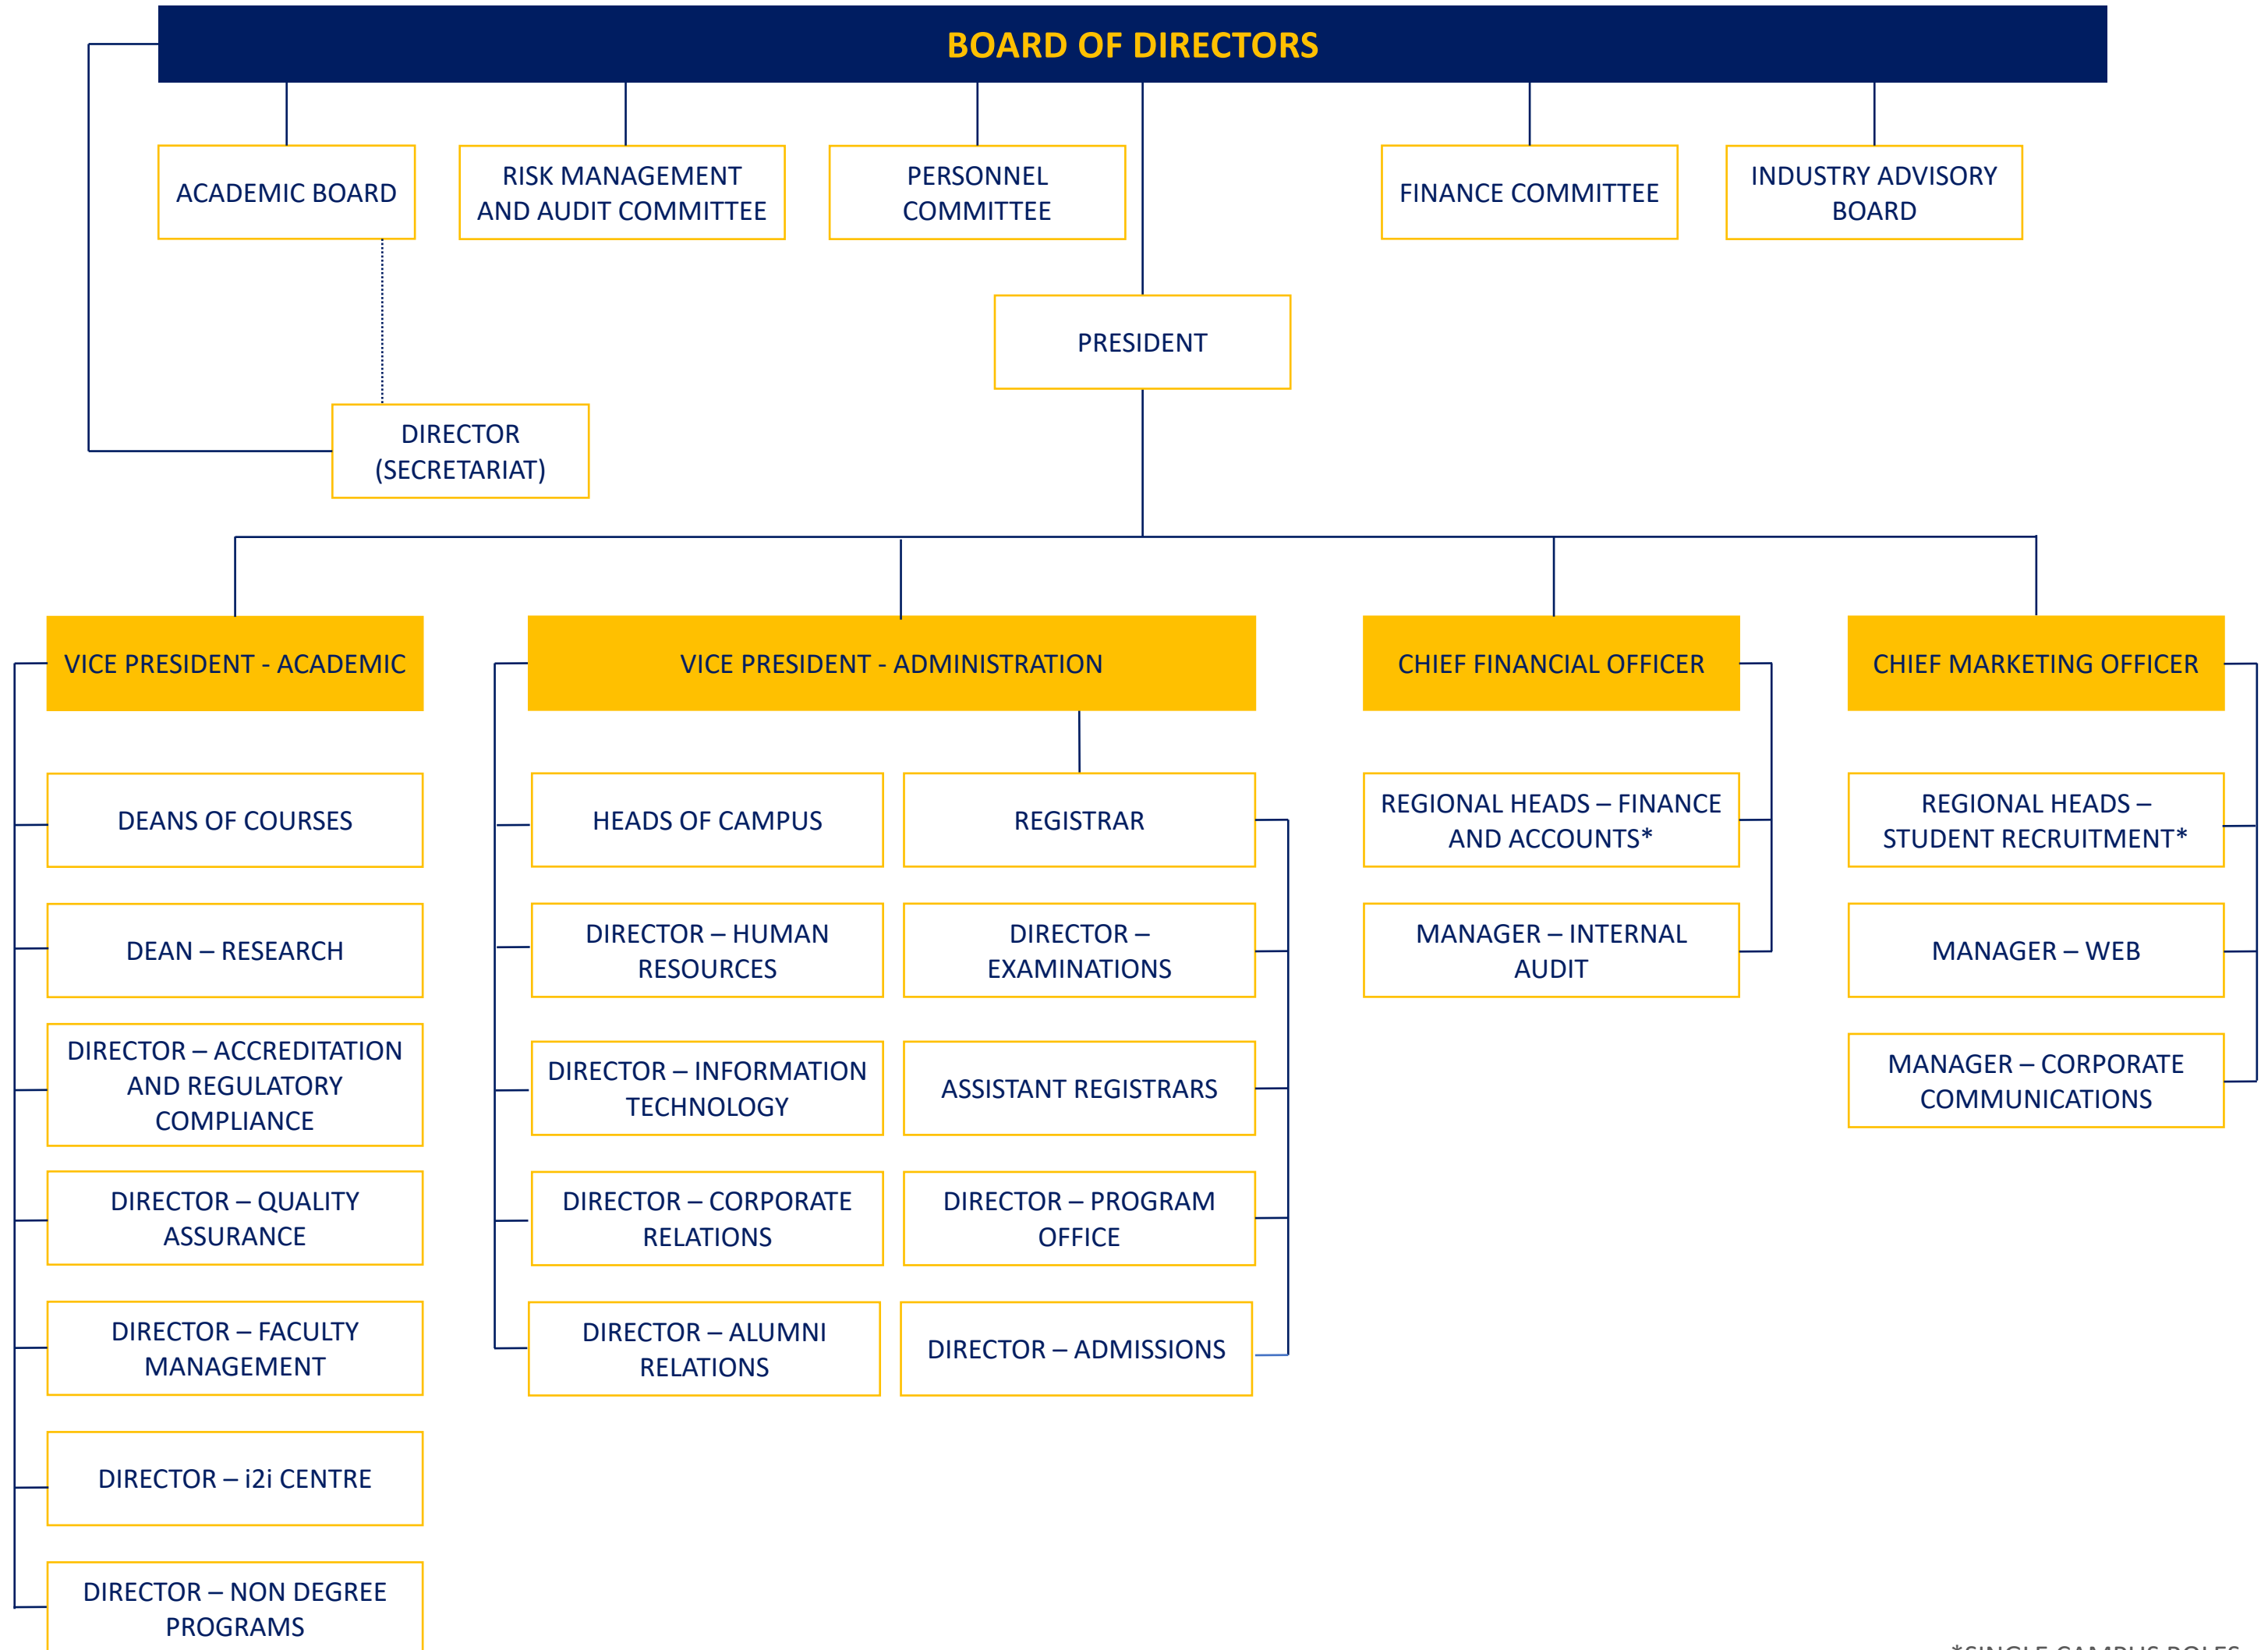 BOARD OF DIRECTORS
ACADEMIC BOARD
RISK MANAGEMENT
AND AUDIT COMMITTEE
PERSONNEL
COMMITTEE
FINANCE COMMITTEE
INDUSTRY ADVISORY
BOARD
PRESIDENT
DIRECTOR
(SECRETARIAT)
VICE PRESIDENT - ACADEMIC
DEANS OF COURSES
DEAN – RESEARCH
DIRECTOR – ACCREDITATION
AND REGULATORY
COMPLIANCE
DIRECTOR – QUALITY
ASSURANCE
DIRECTOR – FACULTY
MANAGEMENT
DIRECTOR – i2i CENTRE
DIRECTOR – NON DEGREE
PROGRAMS
VICE PRESIDENT - ADMINISTRATION
HEADS OF CAMPUS
DIRECTOR – HUMAN
RESOURCES
DIRECTOR – INFORMATION
TECHNOLOGY
DIRECTOR – CORPORATE
RELATIONS
DIRECTOR – ALUMNI
RELATIONS
REGISTRAR
DIRECTOR –
EXAMINATIONS
ASSISTANT REGISTRARS
DIRECTOR – PROGRAM
OFFICE
DIRECTOR – ADMISSIONS
CHIEF FINANCIAL OFFICER
REGIONAL HEADS – FINANCE
AND ACCOUNTS*
MANAGER – INTERNAL
AUDIT
CHIEF MARKETING OFFICER
REGIONAL HEADS –
STUDENT RECRUITMENT*
MANAGER – WEB
MANAGER – CORPORATE
COMMUNICATIONS
*SINGLE CAMPUS ROLES